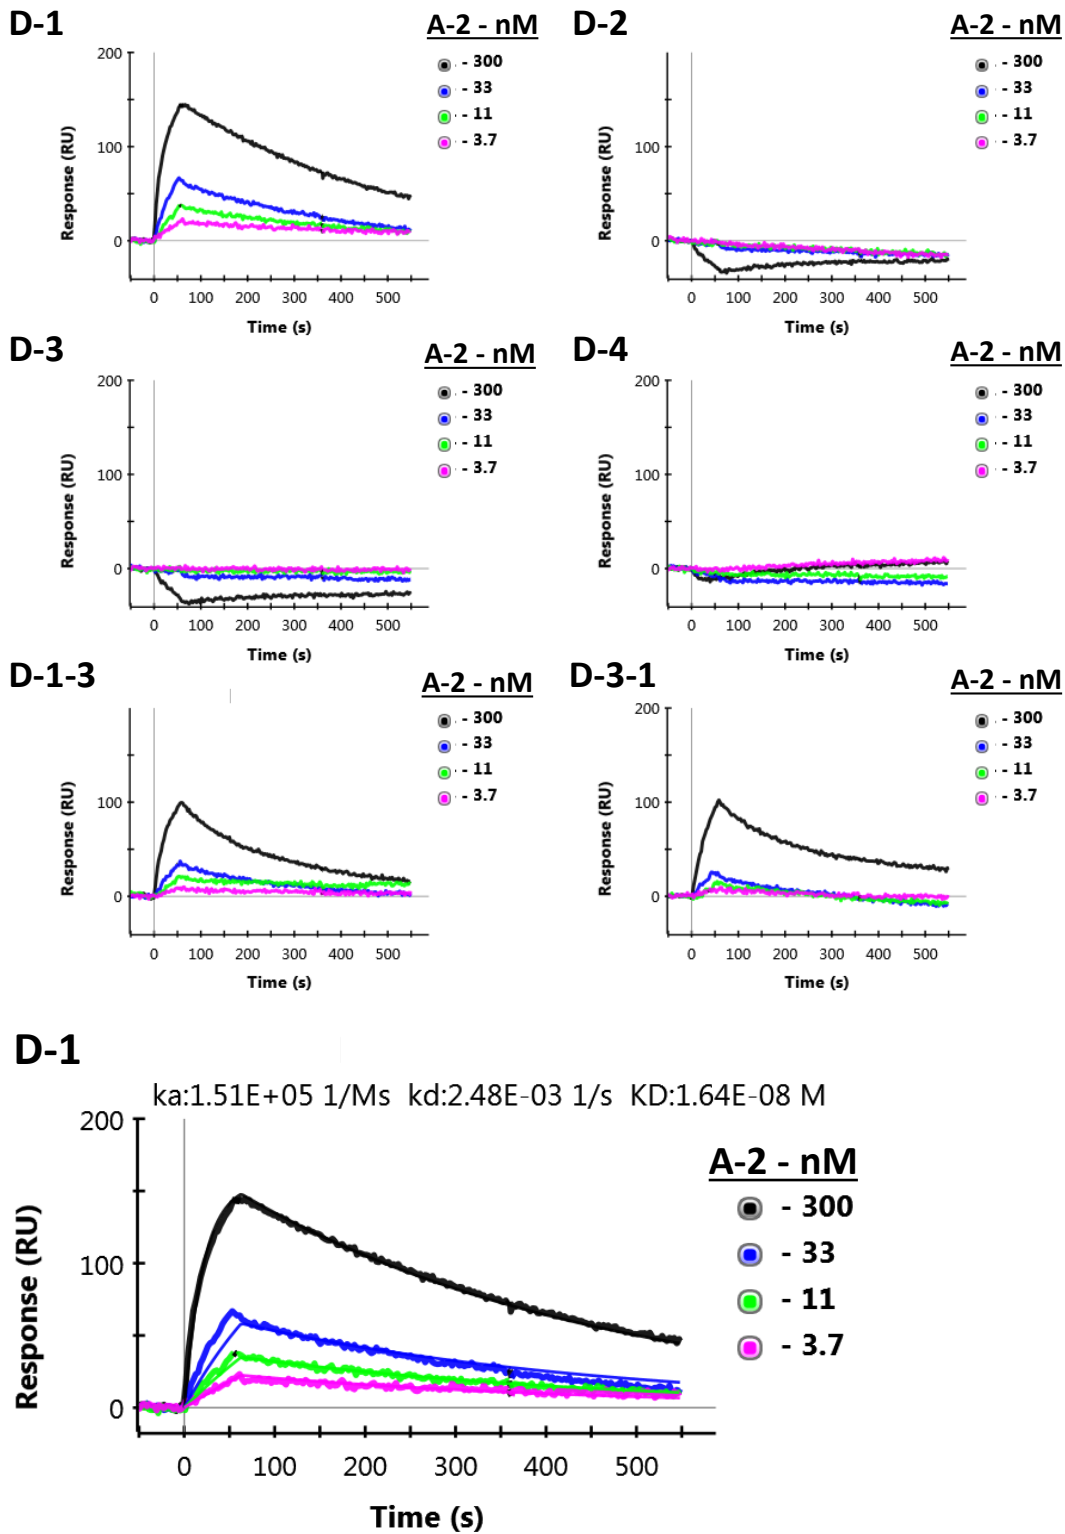 D-1
A-2 - nM
- 300
- 33
- 11
- 3.7
200
100
0
Response (RU)
0 100 200 300 400 500
Time (s)
D-2
A-2 - nM
- 300
- 33
- 11
- 3.7
200
100
0
Response (RU)
0 100 200 300 400 500
Time (s)
D-3
A-2 - nM
- 300
- 33
- 11
- 3.7
200
100
0
Response (RU)
0 100 200 300 400 500
Time (s)
D-4
A-2 - nM
- 300
- 33
- 11
- 3.7
200
100
0
Response (RU)
0 100 200 300 400 500
Time (s)
D-1-3
A-2 - nM
- 300
- 33
- 11
- 3.7
100
0
Response (RU)
0 100 200 300 400 500
Time (s)
D-3-1
A-2 - nM
- 300
- 33
- 11
- 3.7
200
100
0
Response (RU)
0 100 200 300 400 500
Time (s)
D-1
ka:1.51E+05 1/Ms kd:2.48E-03 1/s KD:1.64E-08 M
A-2 - nM
- 300
- 33
- 11
- 3.7
200
100
0
Response (RU)
0 100 200 300 400 500
Time (s)